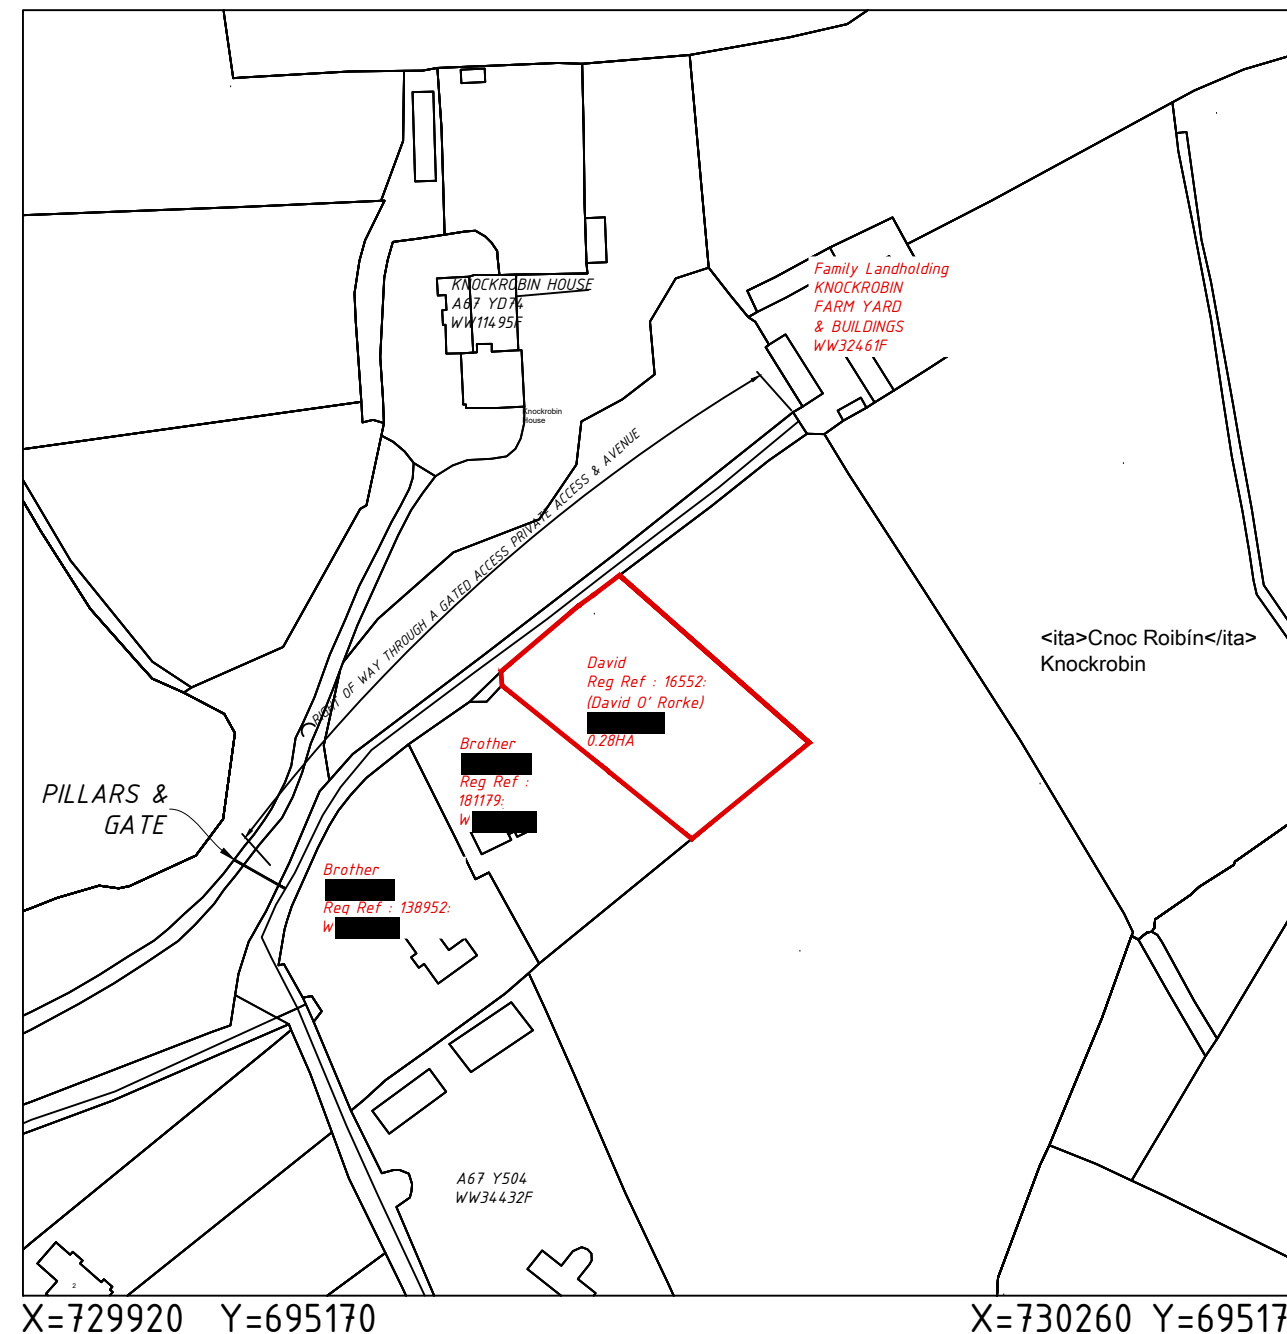 Family Landholding
KNOCKROBIN
FARM YARD
& BUILDINGS
WW32461F
KNOCKROBIN HOUSE
A67 YD74
WW11495F
Knockrobin
House
RIGHT OF WAY THROUGH A GATED ACCESS PRIVATE ACCESS & AVENUE
<ita>Cnoc Roibín</ita>
Knockrobin
David
Reg Ref : 16552:
(David O' Rorke)
0.28HA
Brother
Reg Ref :
181179:
W
PILLARS &
GATE
Brother
Reg Ref : 138952:
W
A67 Y504
WW34432F
2
X=729920 Y=695170
X=730260 Y=69517